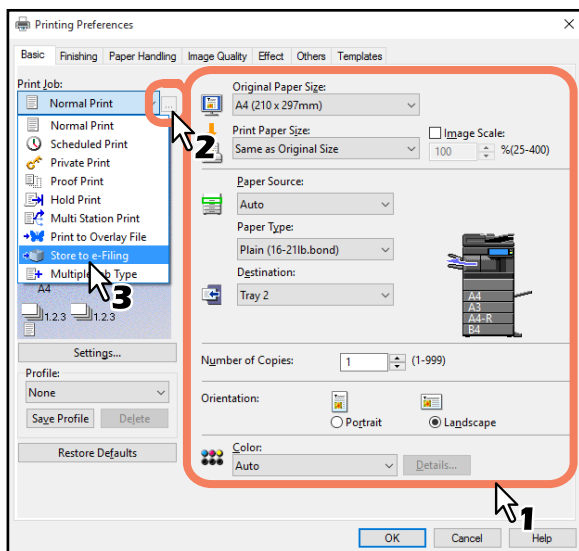 Printing Preferences
Basic Finishing Paper Handling Image Quality Effect Others Templates
Print Job:
Normal Print
...
2
Normal Print
Scheduled Print
Private Print
Proof Print
Hold Print
Multi Station Print
Print to Overlay File
Store to e-Filing
Multiple Job Type
3
A4
1.2.3 1.2.3
Settings...
Profile:
None
Save Profile Delete
Restore Defaults
Original Paper Size:
A4 (210 x 297mm)
Print Paper Size:
Same as Original Size
Image Scale:
100 %(25-400)
Paper Source:
Auto
Paper Type:
Plain (16-21lb.bond)
Destination:
Tray 2
A4
A3
A4-R
B4
Number of Copies: 1 (1-999)
Orientation:
Portrait Landscape
Color:
Auto
Details...
1
OK Cancel Help